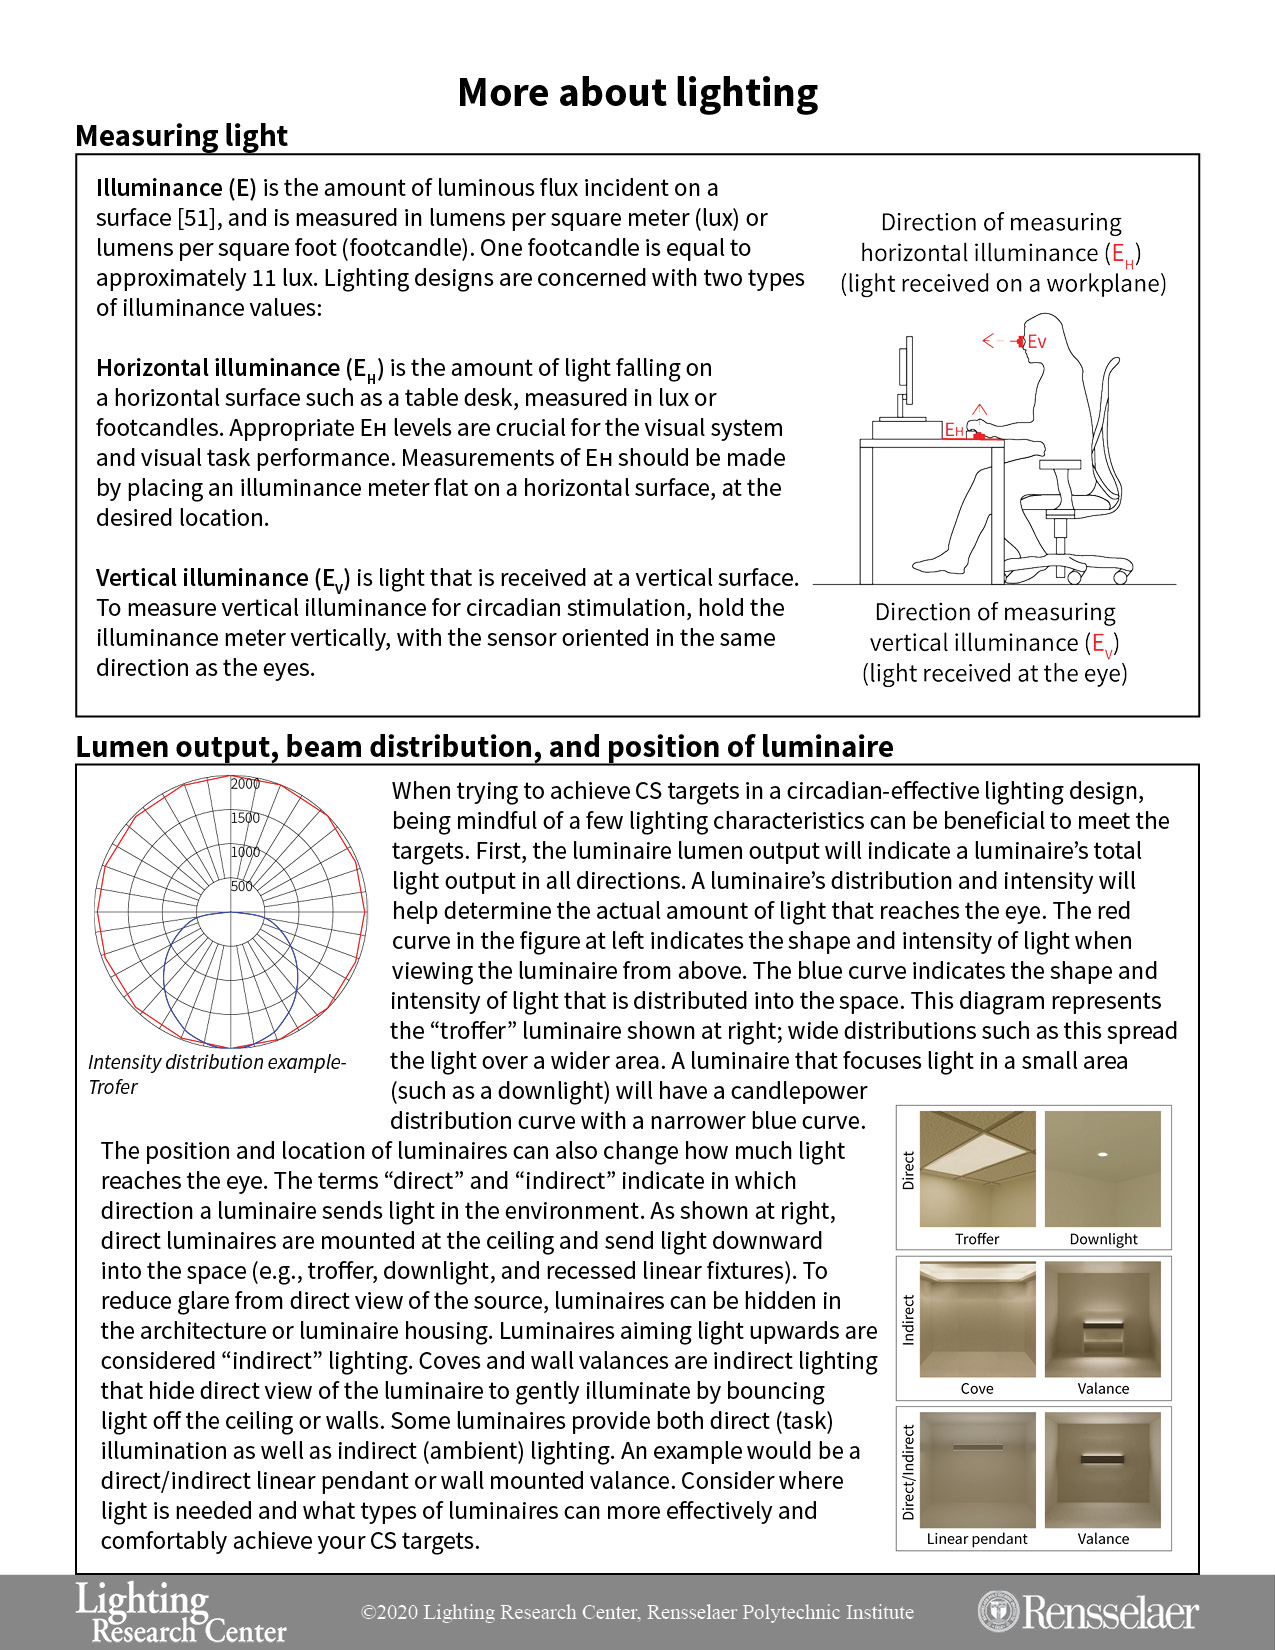 More about lighting
Measuring light
Illuminance (E) is the amount of luminous flux incident on a
surface [51], and is measured in lumens per square meter (lux) or
lumens per square foot (footcandle). One footcandle is equal to
approximately 11 lux. Lighting designs are concerned with two types
of illuminance values:
Horizontal illuminance (EH) is the amount of light falling on
a horizontal surface such as a table desk, measured in lux or
footcandles. Appropriate EH levels are crucial for the visual system
and visual task performance. Measurements of EH should be made
by placing an illuminance meter flat on a horizontal surface, at the
desired location.
Vertical illuminance (EV) is light that is received at a vertical surface.
To measure vertical illuminance for circadian stimulation, hold the
illuminance meter vertically, with the sensor oriented in the same
direction as the eyes.
Direction of measuring
horizontal illuminance (EH)
(light received on a workplane)
EV
EH
Direction of measuring
vertical illuminance (EV)
(light received at the eye)
Lumen output, beam distribution, and position of luminaire
2000
1500
1000
500
Intensity distribution example-
Trofer
When trying to achieve CS targets in a circadian-effective lighting design,
being mindful of a few lighting characteristics can be beneficial to meet the
targets. First, the luminaire lumen output will indicate a luminaire’s total
light output in all directions. A luminaire’s distribution and intensity will
help determine the actual amount of light that reaches the eye. The red
curve in the figure at left indicates the shape and intensity of light when
viewing the luminaire from above. The blue curve indicates the shape and
intensity of light that is distributed into the space. This diagram represents
the “troffer” luminaire shown at right; wide distributions such as this spread
the light over a wider area. A luminaire that focuses light in a small area
(such as a downlight) will have a candlepower
distribution curve with a narrower blue curve.
The position and location of luminaires can also change how much light
reaches the eye. The terms “direct” and “indirect” indicate in which
direction a luminaire sends light in the environment. As shown at right,
direct luminaires are mounted at the ceiling and send light downward
into the space (e.g., troffer, downlight, and recessed linear fixtures). To
reduce glare from direct view of the source, luminaires can be hidden in
the architecture or luminaire housing. Luminaires aiming light upwards are
considered “indirect” lighting. Coves and wall valances are indirect lighting
that hide direct view of the luminaire to gently illuminate by bouncing
light off the ceiling or walls. Some luminaires provide both direct (task)
illumination as well as indirect (ambient) lighting. An example would be a
direct/indirect linear pendant or wall mounted valance. Consider where
light is needed and what types of luminaires can more effectively and
comfortably achieve your CS targets.
Direct
Troffer
Downlight
Indirect
Cove
Valance
Direct/Indirect
Linear pendant
Valance
Lighting
Research Center
©2020 Lighting Research Center, Rensselaer Polytechnic Institute
Rensselaer